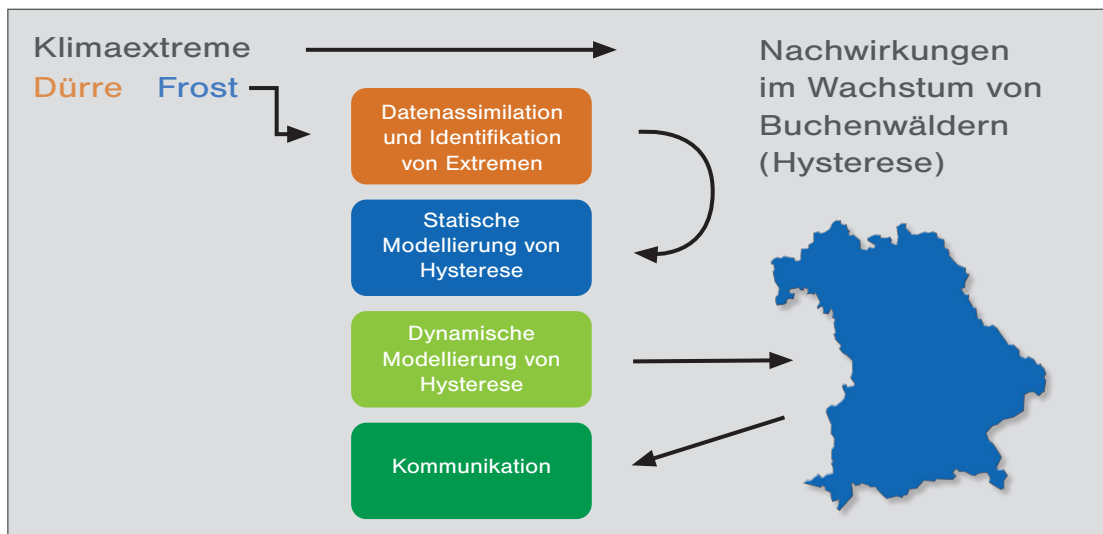 Klimaextreme
Dürre Frost
Datenassimilation
und Identifikation
von Extremen
Statische
Modellierung von
Hysterese
Dynamische
Modellierung von
Hysterese
Kommunikation
Nachwirkungen
im Wachstum von
Buchenwäldern
(Hysterese)